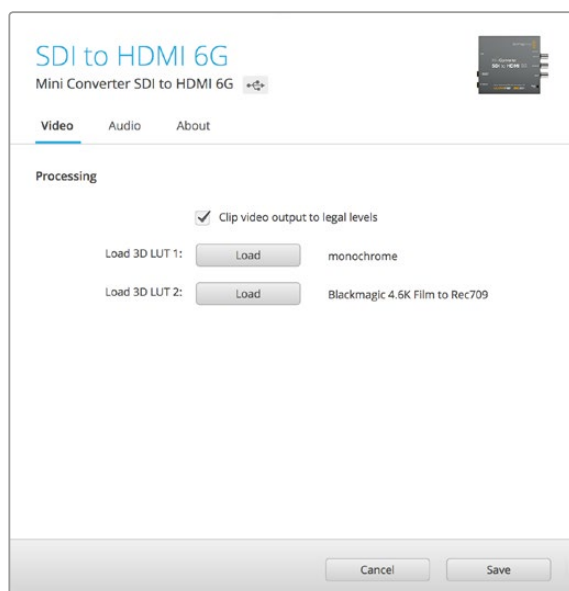 SDI to HDMI 6G
Mini Converter SDI to HDMI 6G
Video Audio About
Processing
Clip video output to legal levels
Load 3D LUT 1: Load monochrome
Load 3D LUT 2: Load Blackmagic 4.6K Film to Rec709
Cancel Save